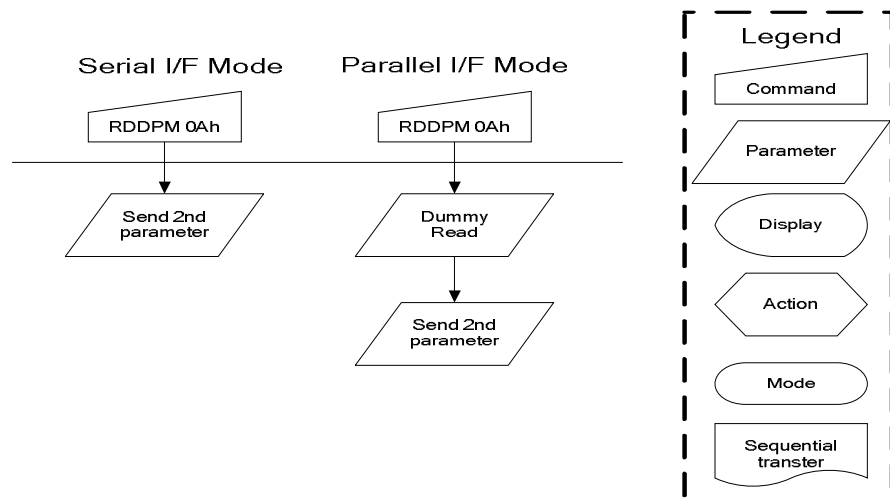 Serial I/F Mode
RDDPM 0Ah
Send 2nd
parameter
Parallel I/F Mode
RDDPM 0Ah
Dummy
Read
Send 2nd
parameter
Legend
Command
Parameter
Display
Action
Mode
Sequential
transter